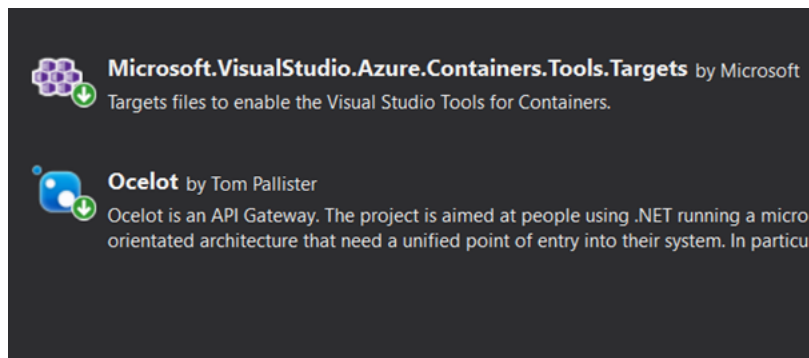 Microsoft.VisualStudio.Azure.Containers.Tools.Targets by Microsoft
Targets files to enable the Visual Studio Tools for Containers.
Ocelot by Tom Pallister
Ocelot is an API Gateway. The project is aimed at people using .NET running a micro
orientated architecture that need a unified point of entry into their system. In particu